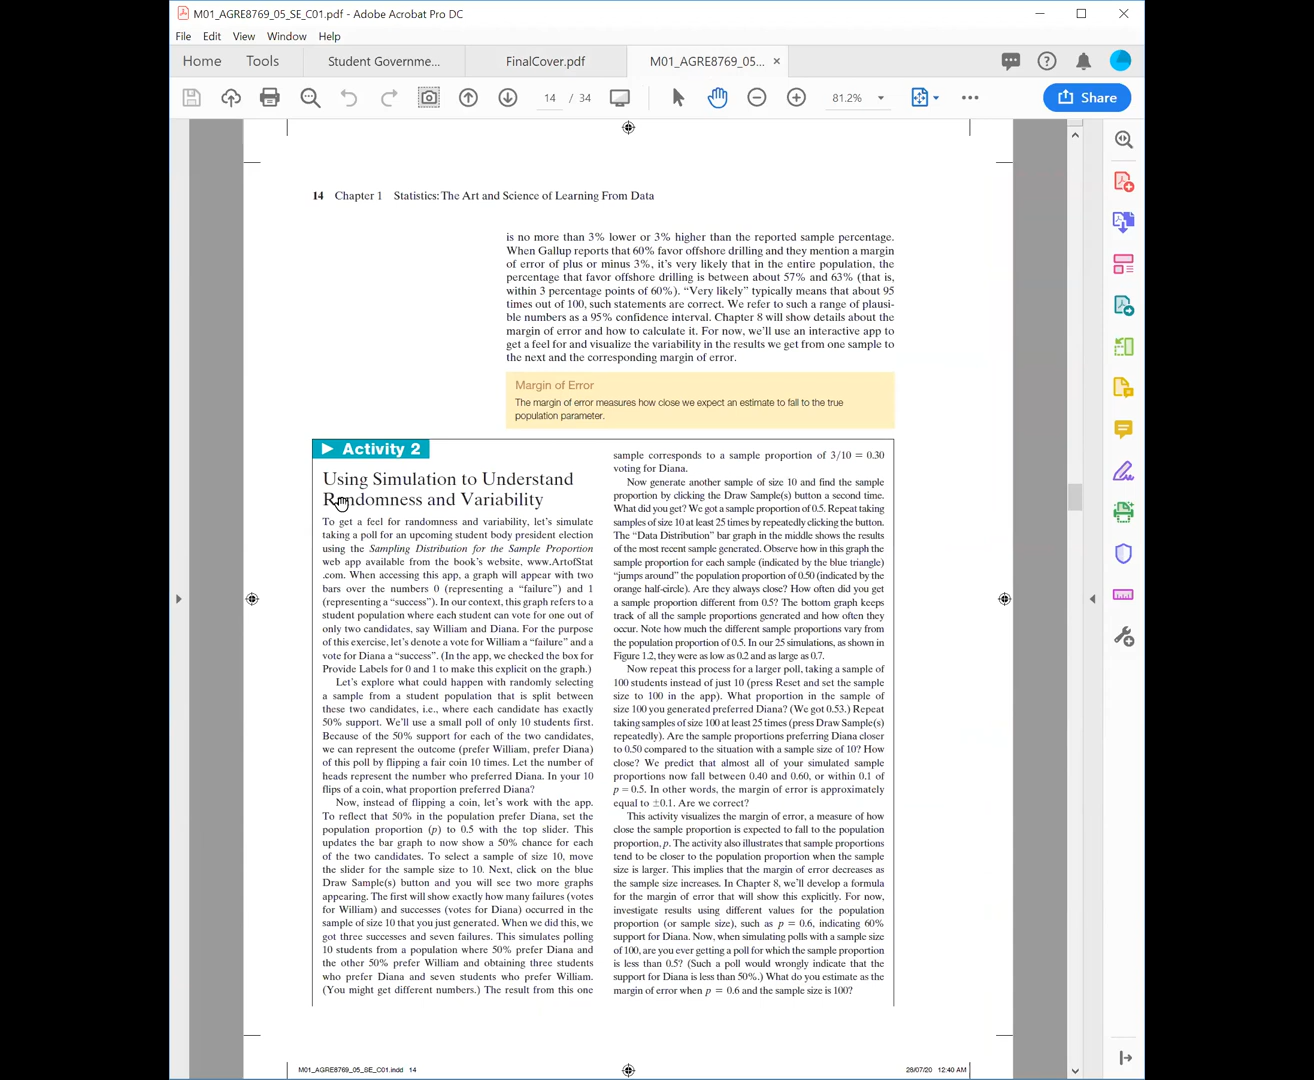 M01_AGRE8769_05_SE_C01.pdf - Adobe Acrobat Pro DC
File Edit View Window Help
Home Tools Student Governme... FinalCover.pdf M01_AGRE8769_05... ×
14 / 34 81.2% Share
14 Chapter 1 Statistics: The Art and Science of Learning From Data
is no more than 3% lower or 3% higher than the reported sample percentage.
When Gallup reports that 60% favor offshore drilling and they mention a margin
of error of plus or minus 3%, it's very likely that in the entire population, the
percentage that favor offshore drilling is between about 57% and 63% (that is,
within 3 percentage points of 60%). “Very likely” typically means that about 95
times out of 100, such statements are correct. We refer to such a range of plausi-
ble numbers as a 95% confidence interval. Chapter 8 will show details about the
margin of error and how to calculate it. For now, we'll use an interactive app to
get a feel for and visualize the variability in the results we get from one sample to
the next and the corresponding margin of error.
Margin of Error
The margin of error measures how close we expect an estimate to fall to the true
population parameter.
Activity 2
Using Simulation to Understand
Randomness and Variability
To get a feel for randomness and variability, let's simulate
taking a poll for an upcoming student body president election
using the Sampling Distribution for the Sample Proportion
web app available from the book's website, www.ArtofStat
.com. When accessing this app, a graph will appear with two
bars over the numbers 0 (representing a “failure”) and 1
(representing a “success”). In our context, this graph refers to a
student population where each student can vote for one out of
only two candidates, say William and Diana. For the purpose
of this exercise, let's denote a vote for William a “failure” and a
vote for Diana a “success”. (In the app, we checked the box for
Provide Labels for 0 and 1 to make this explicit on the graph.)
Let's explore what could happen with randomly selecting
a sample from a student population that is split between
these two candidates, i.e., where each candidate has exactly
50% support. We'll use a small poll of only 10 students first.
Because of the 50% support for each of the two candidates,
we can represent the outcome (prefer William, prefer Diana)
of this poll by flipping a fair coin 10 times. Let the number of
heads represent the number who preferred Diana. In your 10
flips of a coin, what proportion preferred Diana?
Now, instead of flipping a coin, let's work with the app.
To reflect that 50% in the population prefer Diana, set the
population proportion (p) to 0.5 with the top slider. This
updates the bar graph to now show a 50% chance for each
of the two candidates. To select a sample of size 10, move
the slider for the sample size to 10. Next, click on the blue
Draw Sample(s) button and you will see two more graphs
appearing. The first will show exactly how many failures (votes
for William) and successes (votes for Diana) occurred in the
sample of size 10 that you just generated. When we did this, we
got three successes and seven failures. This simulates polling
10 students from a population where 50% prefer Diana and
the other 50% prefer William and obtaining three students
who prefer Diana and seven students who prefer William.
(You might get different numbers.) The result from this one
sample corresponds to a sample proportion of 3/10 = 0.30
voting for Diana.
Now generate another sample of size 10 and find the sample
proportion by clicking the Draw Sample(s) button a second time.
What did you get? We got a sample proportion of 0.5. Repeat taking
samples of size 10 at least 25 times by repeatedly clicking the button.
The “Data Distribution” bar graph in the middle shows the results
of the most recent sample generated. Observe how in this graph the
sample proportion for each sample (indicated by the blue triangle)
“jumps around” the population proportion of 0.50 (indicated by the
orange half-circle). Are they always close? How often did you get
a sample proportion different from 0.5? The bottom graph keeps
track of all the sample proportions generated and how often they
occur. Note how much the different sample proportions vary from
the population proportion of 0.5. In our 25 simulations, as shown in
Figure 1.2, they were as low as 0.2 and as large as 0.7.
Now repeat this process for a larger poll, taking a sample of
100 students instead of just 10 (press Reset and set the sample
size to 100 in the app). What proportion in the sample of
size 100 you generated preferred Diana? (We got 0.53.) Repeat
taking samples of size 100 at least 25 times (press Draw Sample(s)
repeatedly). Are the sample proportions preferring Diana closer
to 0.50 compared to the situation with a sample size of 10? How
close? We predict that almost all of your simulated sample
proportions now fall between 0.40 and 0.60, or within 0.1 of
p = 0.5. In other words, the margin of error is approximately
equal to ±0.1. Are we correct?
This activity visualizes the margin of error, a measure of how
close the sample proportion is expected to fall to the population
proportion, p. The activity also illustrates that sample proportions
tend to be closer to the population proportion when the sample
size is larger. This implies that the margin of error decreases as
the sample size increases. In Chapter 8, we'll develop a formula
for the margin of error that will show this explicitly. For now,
investigate results using different values for the population
proportion (or sample size), such as p = 0.6, indicating 60%
support for Diana. Now, when simulating polls with a sample size
of 100, are you ever getting a poll for which the sample proportion
is less than 0.5? (Such a poll would wrongly indicate that the
support for Diana is less than 50%.) What do you estimate as the
margin of error when p = 0.6 and the sample size is 100?
M01_AGRE8769_05_SE_C01.indd 14 28/07/20 12:40 AM